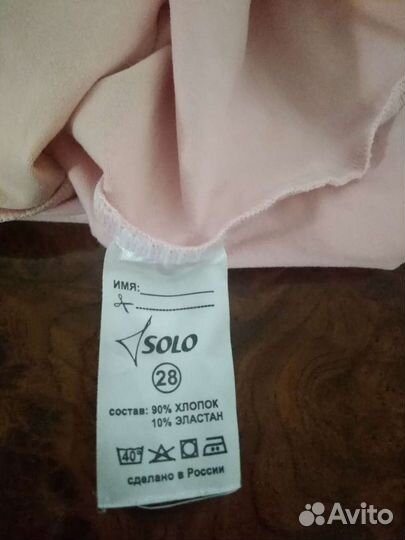 ИМЯ:
SOLO
28
состав: 90% ХЛОПОК
10% ЭЛАСТАН
40°
сделано в России
Avito